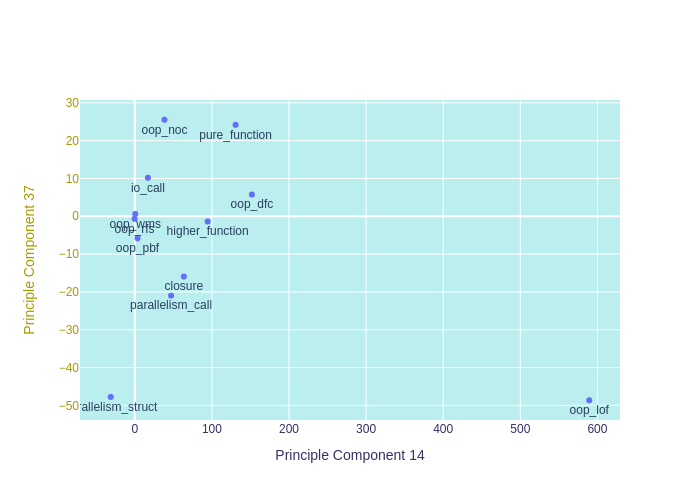 30
20
10
0
−10
−20
−30
−40
−50
0
100
200
300
400
500
600
Principle Component 14
Principle Component 37
oop_noc
pure_function
io_call
oop_dfc
oop_wms
higher_function
oop_pbf
closure
parallelism_call
allelism_struct
oop_lof